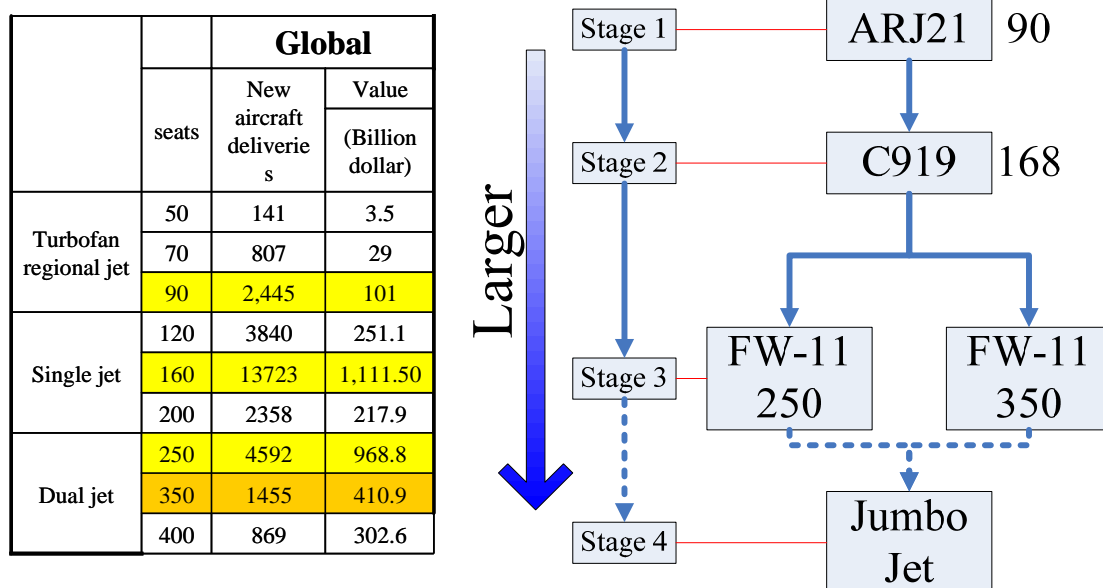 Global
seats
New
aircraft
deliverie
s
Value
(Billion
dollar)
Turbofan
regional jet
50 141 3.5
70 807 29
90 2,445 101
Single jet
120 3840 251.1
160 13723 1,111.50
200 2358 217.9
Dual jet
250 4592 968.8
350 1455 410.9
400 869 302.6
Larger
Stage 1
ARJ21 90
Stage 2
C919 168
Stage 3
FW-11
250
FW-11
350
Stage 4
Jumbo
Jet